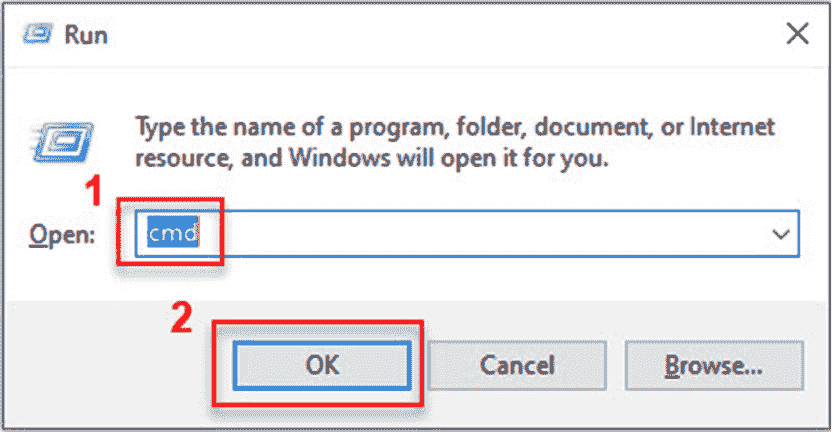 Run
Type the name of a program, folder, document, or Internet
resource, and Windows will open it for you.
1
Open: cmd
2
OK Cancel Browse...